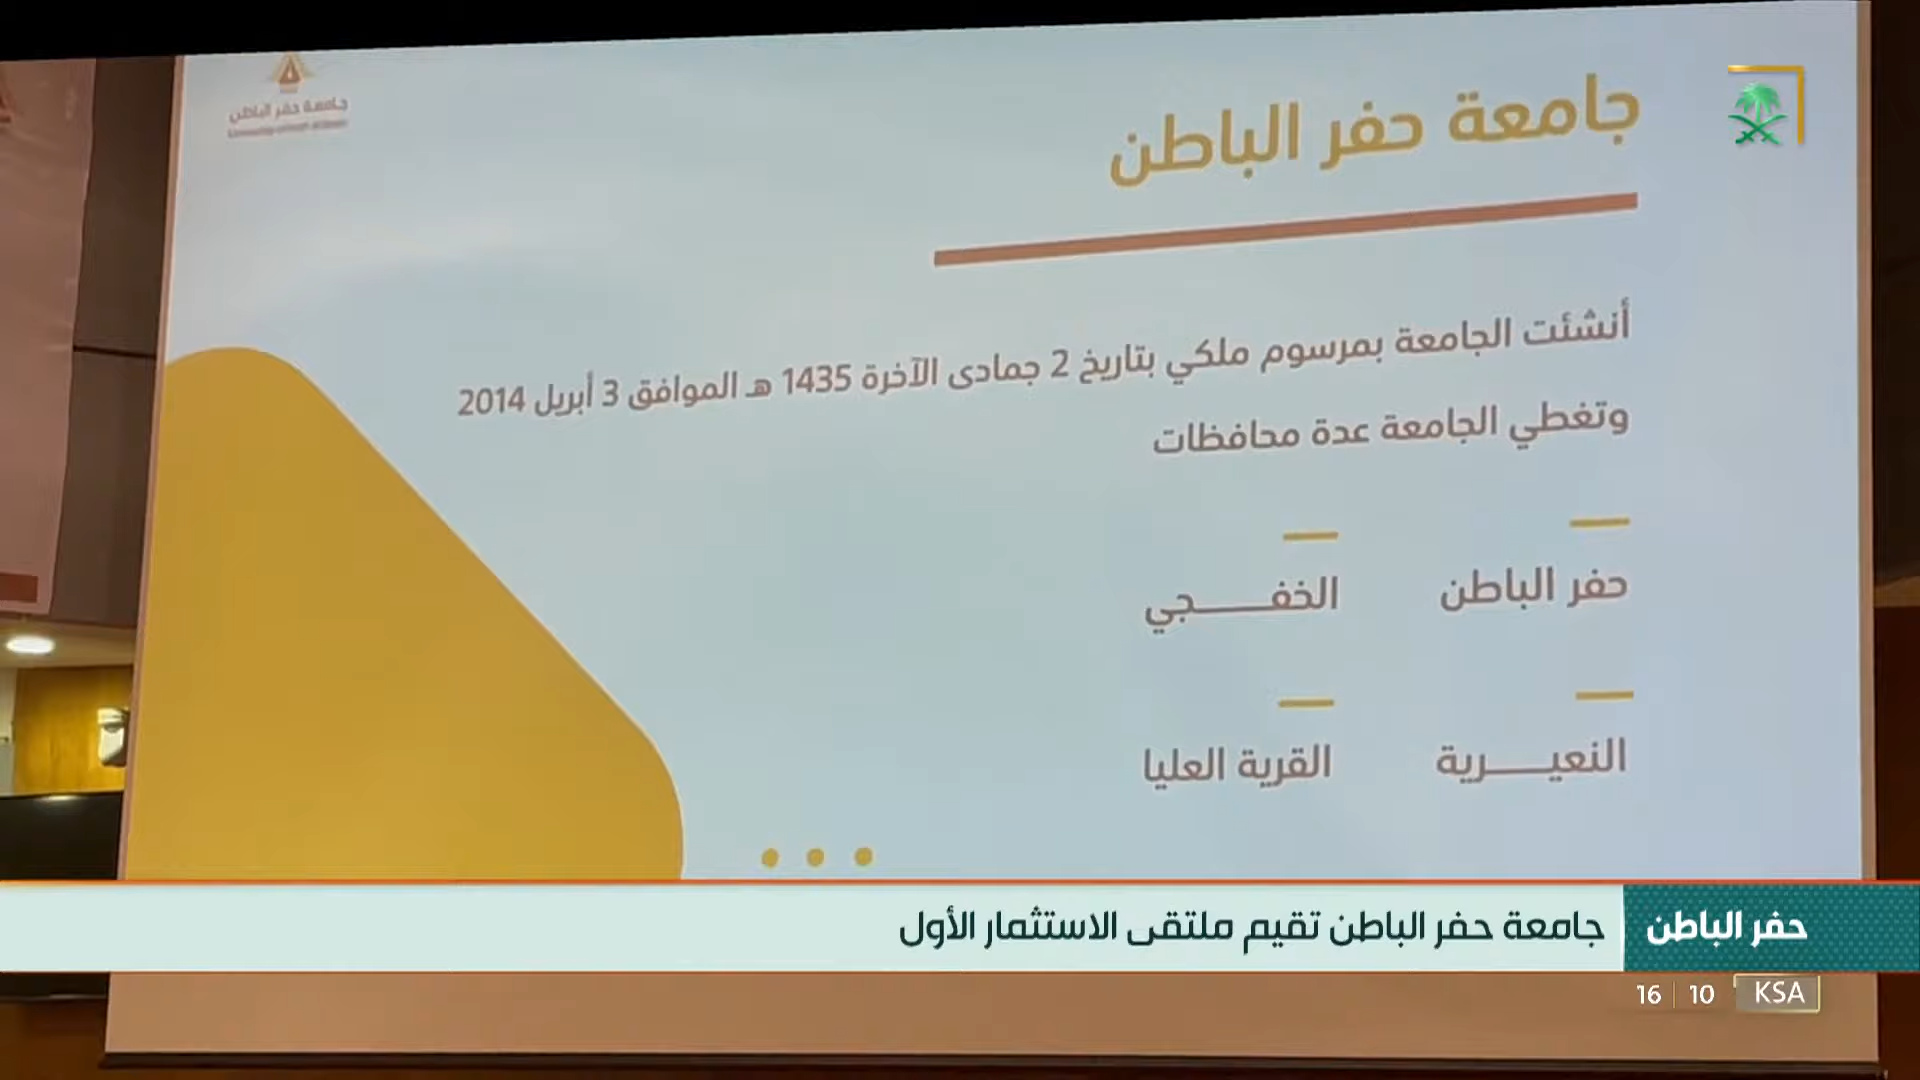 جامعة حفر الباطن
جامعة حفر الباطن
أنشئت الجامعة بمرسوم ملكي بتاريخ 2 جمادى الآخرة 1435 هـ الموافق 3 أبريل 2014
وتغطي الجامعة عدة محافظات
حفر الباطن
الخفـــــــجي
النعيـــــرية
القرية العليا
حفر الباطن
جامعة حفر الباطن تقيم ملتقى الاستثمار الأول
16 | 10 KSA